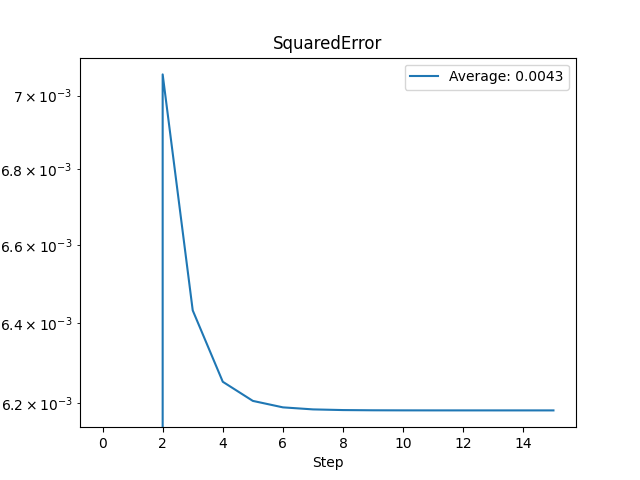 SquaredError
Average: 0.0043
7 × 10⁻³
6.8 × 10⁻³
6.6 × 10⁻³
6.4 × 10⁻³
6.2 × 10⁻³
0 2 4 6 8 10 12 14
Step